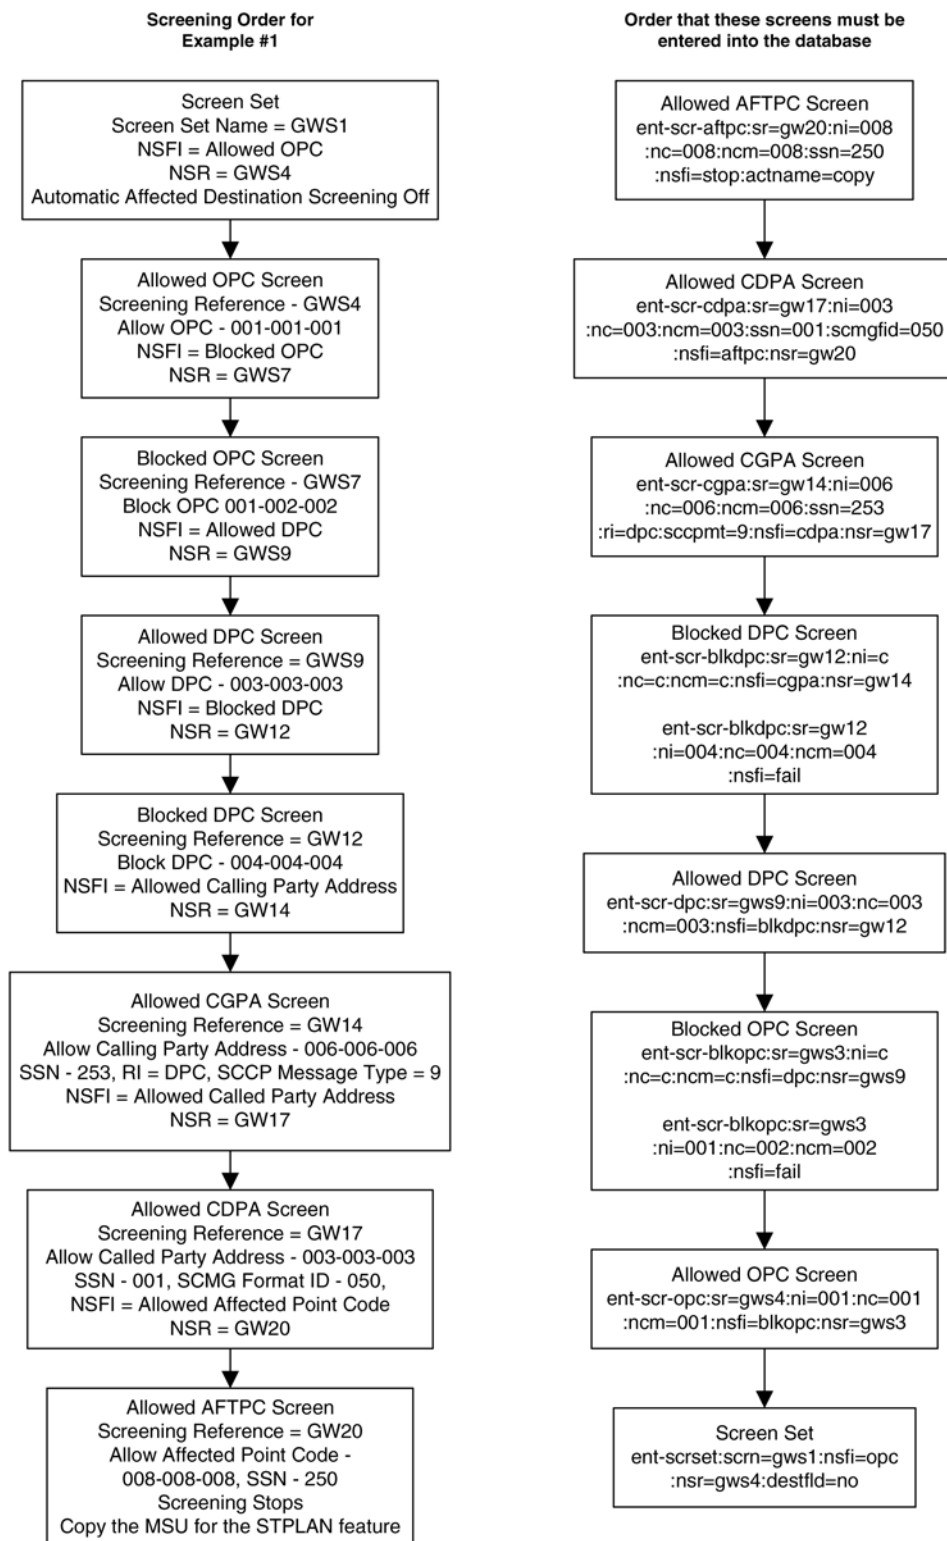 Screening Order for
Example #1
Screen Set
Screen Set Name = GWS1
NSFI = Allowed OPC
NSR = GWS4
Automatic Affected Destination Screening Off
Allowed OPC Screen
Screening Reference - GWS4
Allow OPC - 001-001-001
NSFI = Blocked OPC
NSR = GWS7
Blocked OPC Screen
Screening Reference - GWS7
Block OPC 001-002-002
NSFI = Allowed DPC
NSR = GWS9
Allowed DPC Screen
Screening Reference = GWS9
Allow DPC - 003-003-003
NSFI = Blocked DPC
NSR = GW12
Blocked DPC Screen
Screening Reference = GW12
Block DPC - 004-004-004
NSFI = Allowed Calling Party Address
NSR = GW14
Allowed CGPA Screen
Screening Reference = GW14
Allow Calling Party Address - 006-006-006
SSN - 253, RI = DPC, SCCP Message Type = 9
NSFI = Allowed Called Party Address
NSR = GW17
Allowed CDPA Screen
Screening Reference = GW17
Allow Called Party Address - 003-003-003
SSN - 001, SCMG Format ID - 050,
NSFI = Allowed Affected Point Code
NSR = GW20
Allowed AFTPC Screen
Screening Reference = GW20
Allow Affected Point Code -
008-008-008, SSN - 250
Screening Stops
Copy the MSU for the STPLAN feature
Order that these screens must be
entered into the database
Allowed AFTPC Screen
ent-scr-aftpc:sr=gw20:ni=008
:nc=008:ncm=008:ssn=250
:nsfi=stop:actname=copy
Allowed CDPA Screen
ent-scr-cdpa:sr=gw17:ni=003
:nc=003:ncm=003:ssn=001:scmgfid=050
:nsfi=aftpc:nsr=gw20
Allowed CGPA Screen
ent-scr-cgpa:sr=gw14:ni=006
:nc=006:ncm=006:ssn=253
:ri=dpc:sccpmt=9:nsfi=cdpa:nsr=gw17
Blocked DPC Screen
ent-scr-blkdpc:sr=gw12:ni=c
:nc=c:ncm=c:nsfi=cgpa:nsr=gw14
ent-scr-blkdpc:sr=gw12
:ni=004:nc=004:ncm=004
:nsfi=fail
Allowed DPC Screen
ent-scr-dpc:sr=gws9:ni=003:nc=003
:ncm=003:nsfi=blkdpc:nsr=gw12
Blocked OPC Screen
ent-scr-blkopc:sr=gws3:ni=c
:nc=c:ncm=c:nsfi=dpc:nsr=gws9
ent-scr-blkopc:sr=gws3
:ni=001:nc=002:ncm=002
:nsfi=fail
Allowed OPC Screen
ent-scr-opc:sr=gws4:ni=001:nc=001
:ncm=001:nsfi=blkopc:nsr=gws3
Screen Set
ent-scrset:scrn=gws1:nsfi=opc
:nsr=gws4:destfld=no